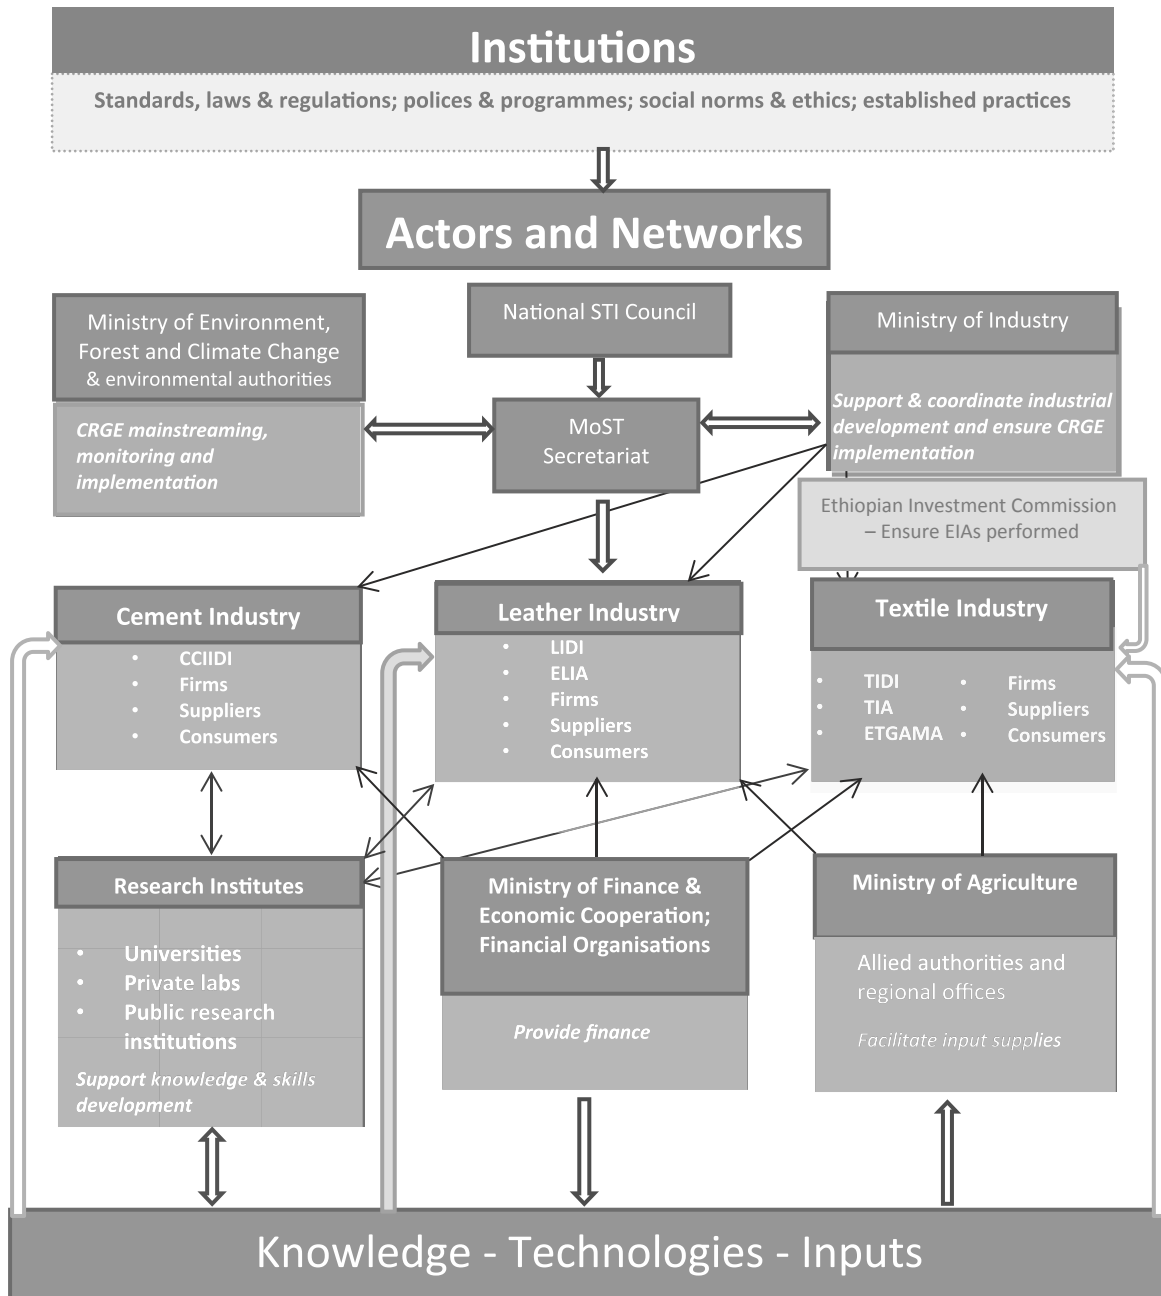 Institutions
Standards, laws & regulations; polices & programmes; social norms & ethics; established practices
Actors and Networks
Ministry of Environment,
Forest and Climate Change
& environmental authorities
CRGE mainstreaming,
monitoring and
implementation
National STI Council
MoST
Secretariat
Ministry of Industry
Support & coordinate industrial
development and ensure CRGE
implementation
Ethiopian Investment Commission
– Ensure EIAs performed
Cement Industry
• CCIIDI
• Firms
• Suppliers
• Consumers
Leather Industry
• LIDI
• ELIA
• Firms
• Suppliers
• Consumers
Textile Industry
• TIDI
• TIA
• ETGAMA
• Firms
• Suppliers
• Consumers
Research Institutes
• Universities
• Private labs
• Public research
institutions
Support knowledge & skills
development
Ministry of Finance &
Economic Cooperation;
Financial Organisations
Provide finance
Ministry of Agriculture
Allied authorities and
regional offices
Facilitate input supplies
Knowledge - Technologies - Inputs